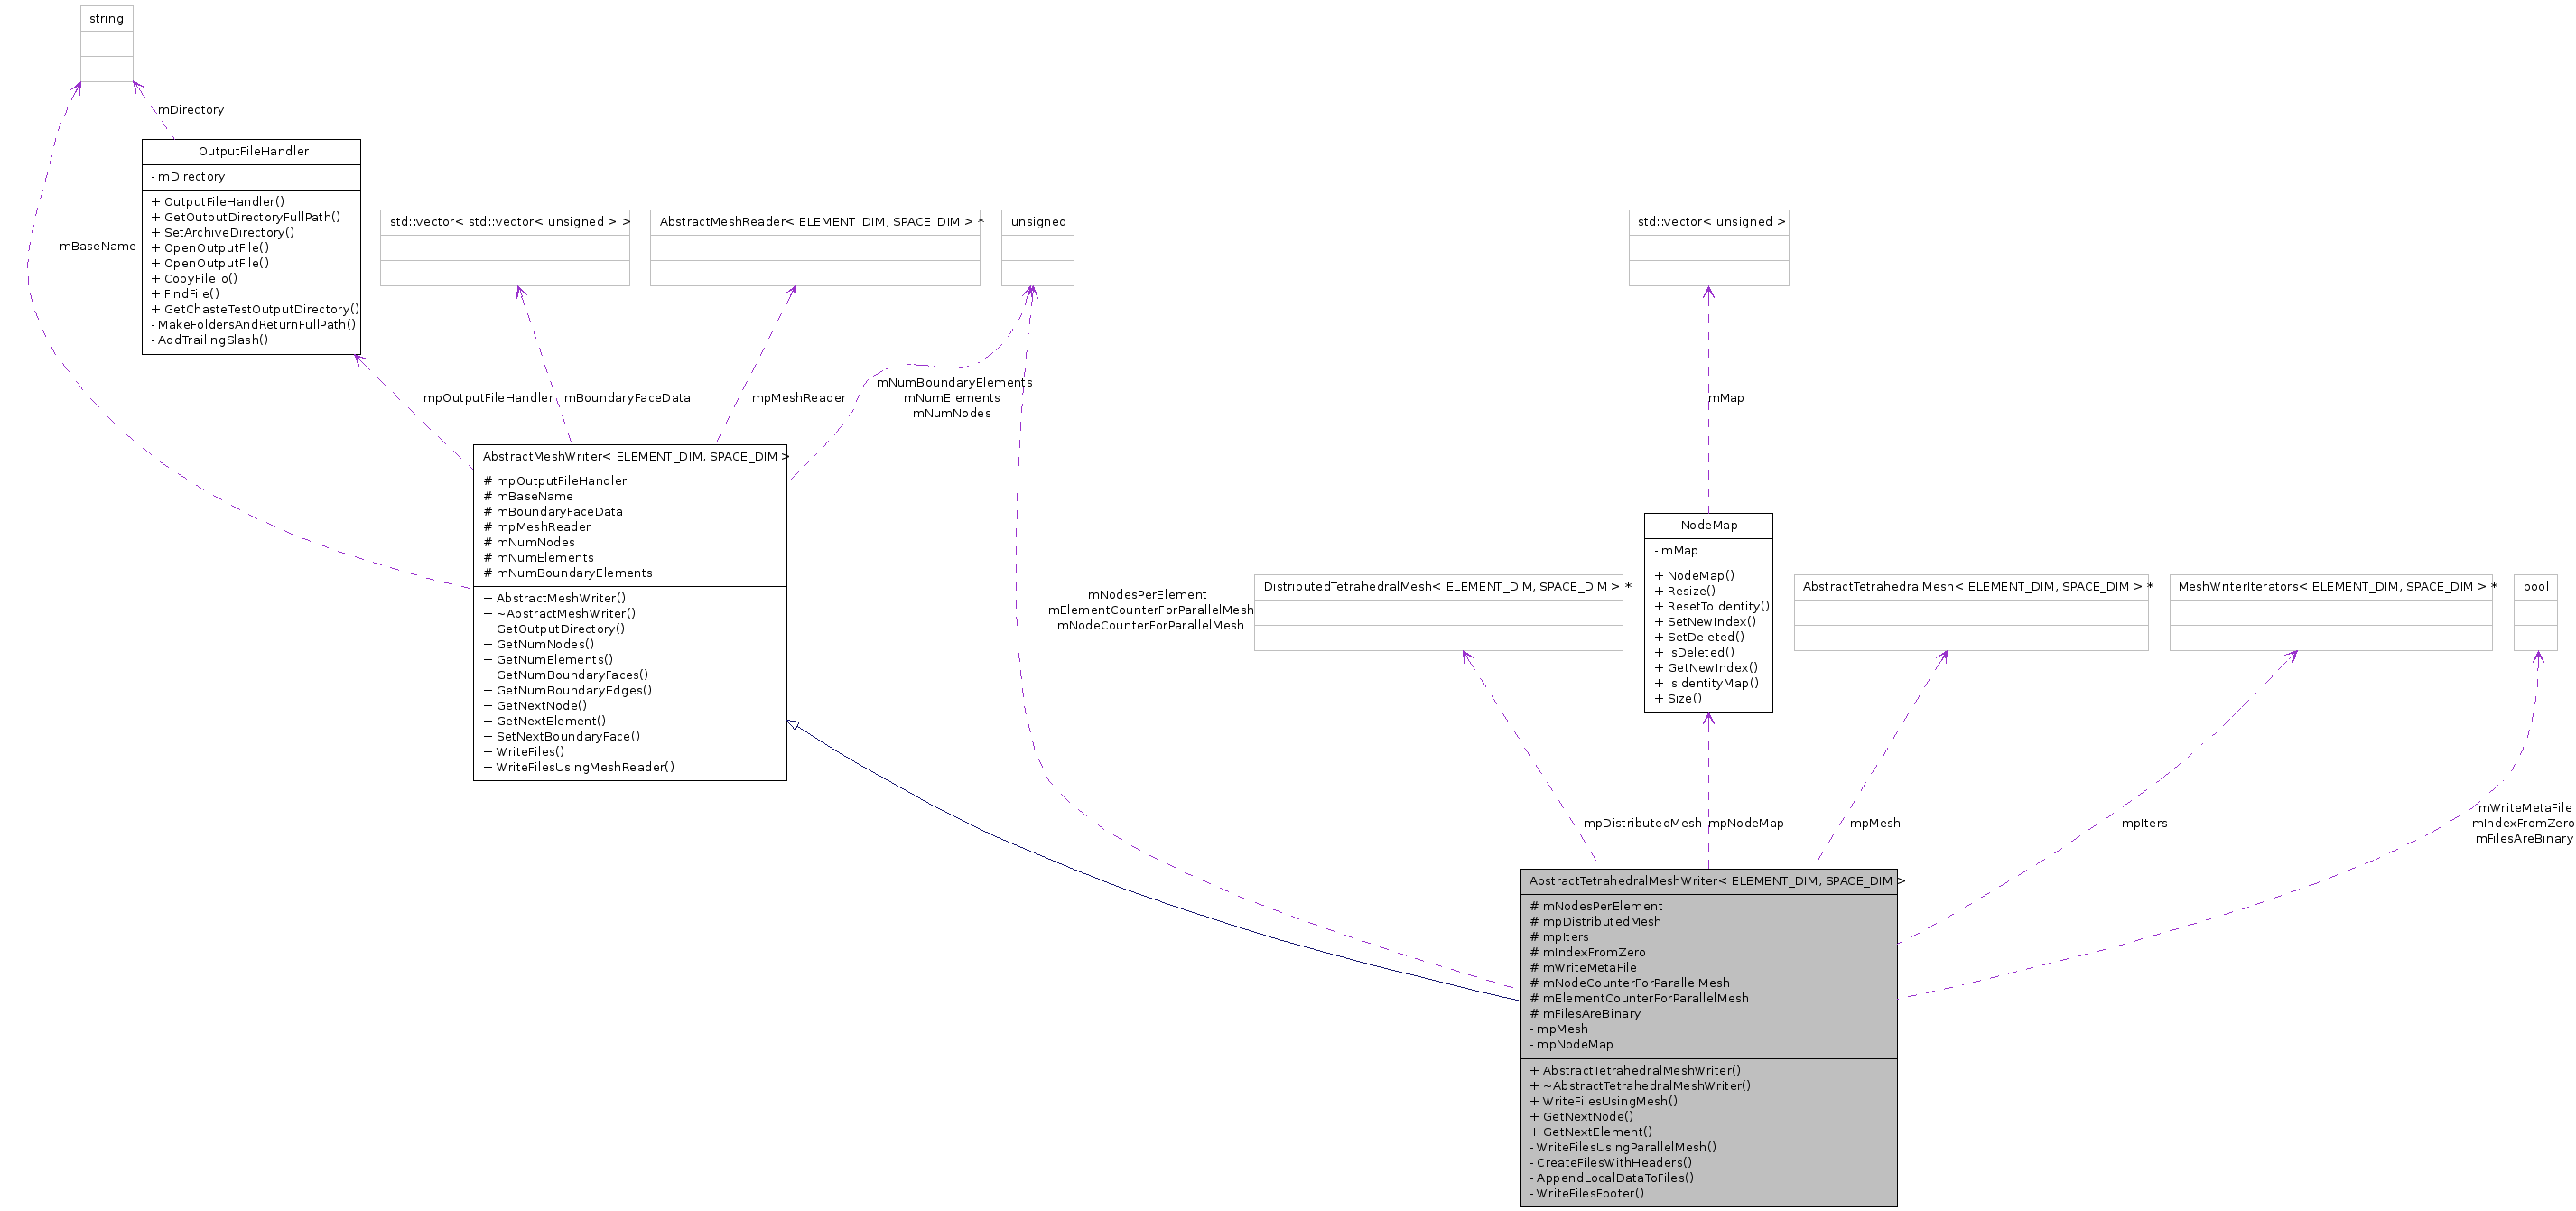 string
mDirectory
OutputFileHandler
- mDirectory
+ OutputFileHandler()
+ GetOutputDirectoryFullPath()
+ SetArchiveDirectory()
+ OpenOutputFile()
+ OpenOutputFile()
+ CopyFileTo()
+ FindFile()
+ GetChasteTestOutputDirectory()
- MakeFoldersAndReturnFullPath()
- AddTrailingSlash()
mBaseName
std::vector< std::vector< unsigned > >
AbstractMeshReader< ELEMENT_DIM, SPACE_DIM > *
unsigned
std::vector< unsigned >
mpOutputFileHandler
mBoundaryFaceData
mpMeshReader
mNumBoundaryElements
mNumElements
mNumNodes
mMap
AbstractMeshWriter< ELEMENT_DIM, SPACE_DIM >
# mpOutputFileHandler
# mBaseName
# mBoundaryFaceData
# mpMeshReader
# mNumNodes
# mNumElements
# mNumBoundaryElements
+ AbstractMeshWriter()
+ ~AbstractMeshWriter()
+ GetOutputDirectory()
+ GetNumNodes()
+ GetNumElements()
+ GetNumBoundaryFaces()
+ GetNumBoundaryEdges()
+ GetNextNode()
+ GetNextElement()
+ SetNextBoundaryFace()
+ WriteFiles()
+ WriteFilesUsingMeshReader()
mNodesPerElement
mElementCounterForParallelMesh
mNodeCounterForParallelMesh
DistributedTetrahedralMesh< ELEMENT_DIM, SPACE_DIM > *
NodeMap
- mMap
+ NodeMap()
+ Resize()
+ ResetToIdentity()
+ SetNewIndex()
+ SetDeleted()
+ IsDeleted()
+ GetNewIndex()
+ IsIdentityMap()
+ Size()
AbstractTetrahedralMesh< ELEMENT_DIM, SPACE_DIM > *
MeshWriterIterators< ELEMENT_DIM, SPACE_DIM > *
bool
mpDistributedMesh
mpNodeMap
mpMesh
mpIters
mWriteMetaFile
mIndexFromZero
mFilesAreBinary
AbstractTetrahedralMeshWriter< ELEMENT_DIM, SPACE_DIM >
# mNodesPerElement
# mpDistributedMesh
# mpIters
# mIndexFromZero
# mWriteMetaFile
# mNodeCounterForParallelMesh
# mElementCounterForParallelMesh
# mFilesAreBinary
- mpMesh
- mpNodeMap
+ AbstractTetrahedralMeshWriter()
+ ~AbstractTetrahedralMeshWriter()
+ WriteFilesUsingMesh()
+ GetNextNode()
+ GetNextElement()
- WriteFilesUsingParallelMesh()
- CreateFilesWithHeaders()
- AppendLocalDataToFiles()
- WriteFilesFooter()